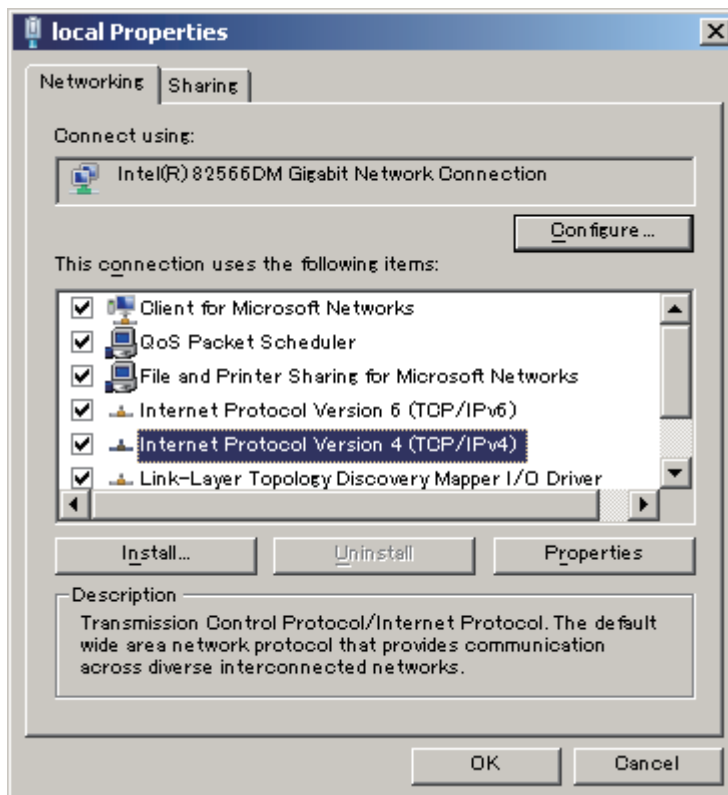 local Properties
Networking
Sharing
Connect using:
Intel(R) 82566DM Gigabit Network Connection
Configure...
This connection uses the following items:
Client for Microsoft Networks
QoS Packet Scheduler
File and Printer Sharing for Microsoft Networks
Internet Protocol Version 6 (TCP/IPv6)
Internet Protocol Version 4 (TCP/IPv4)
Link-Layer Topology Discovery Mapper I/O Driver
Install...
Uninstall
Properties
Description
Transmission Control Protocol/Internet Protocol. The default
wide area network protocol that provides communication
across diverse interconnected networks.
OK
Cancel